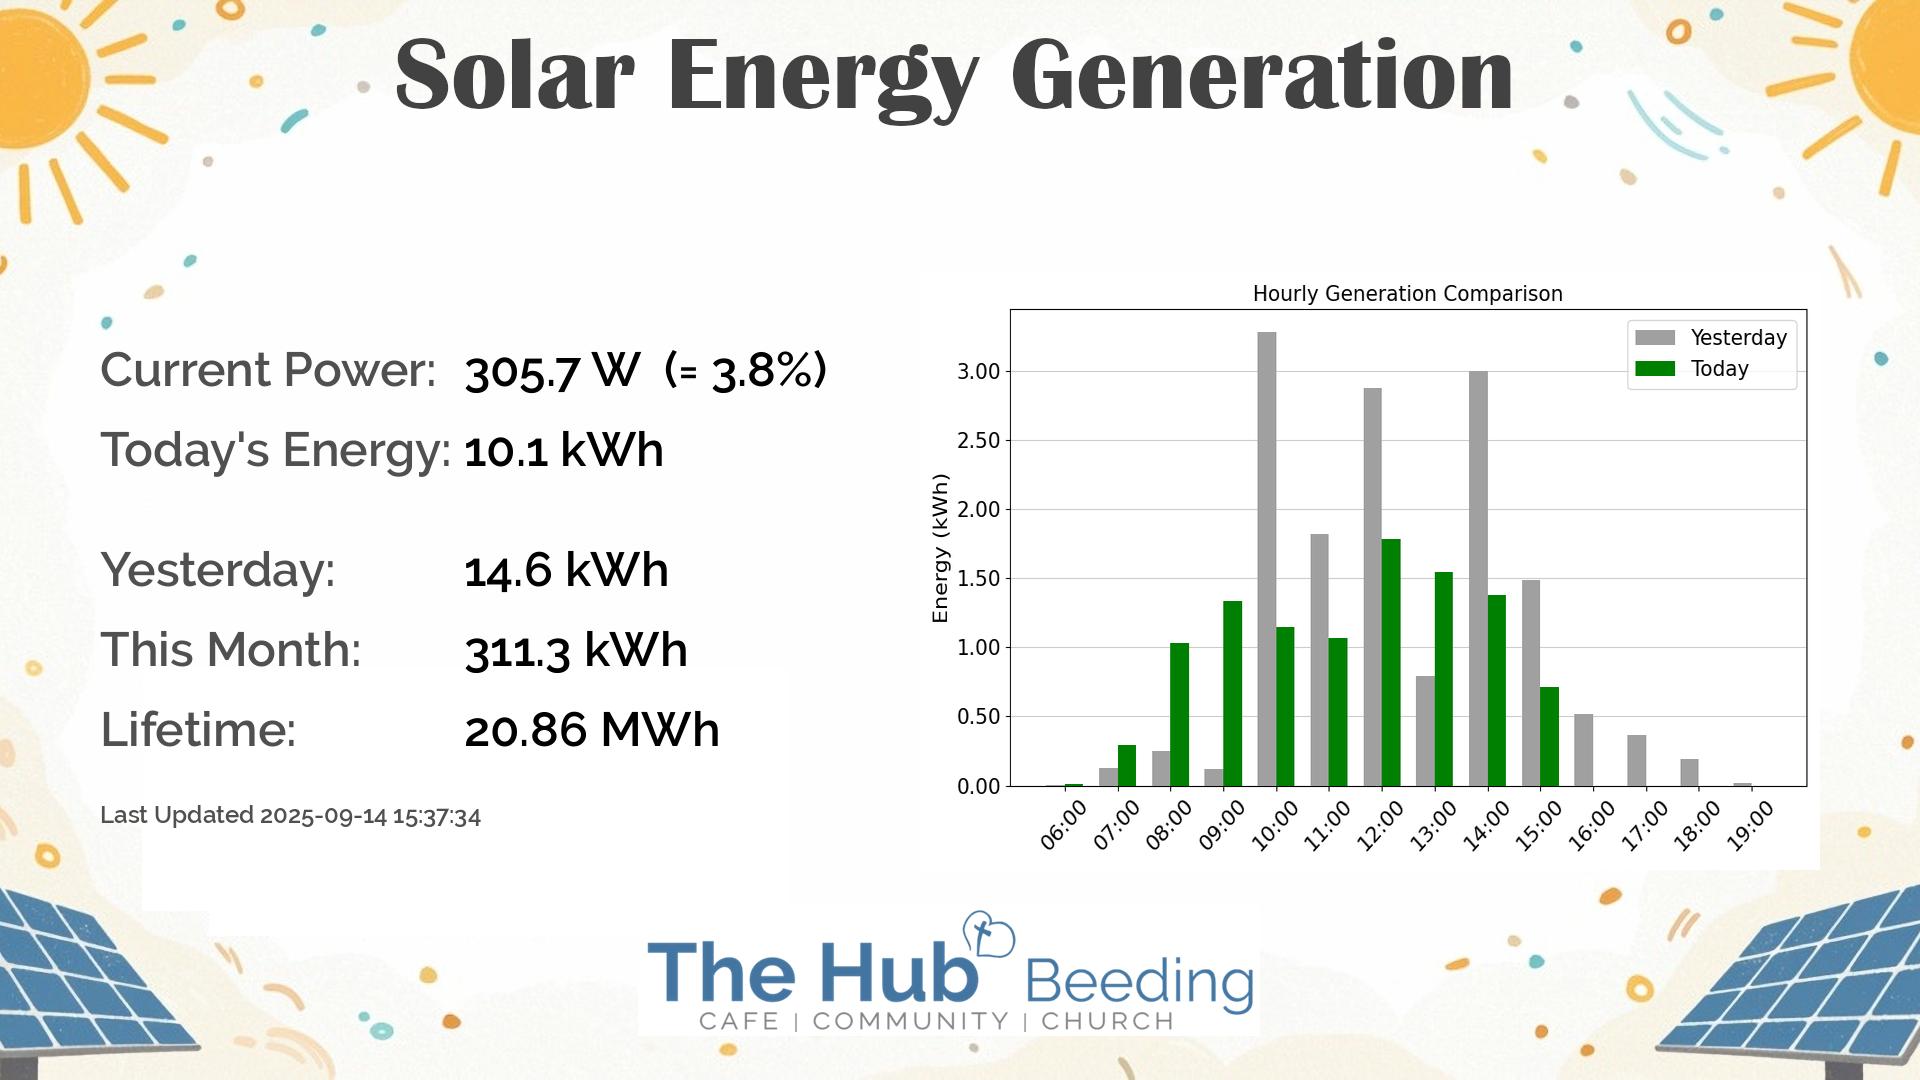 Solar Energy Generation
Current Power: 305.7 W (= 3.8%)
Today's Energy: 10.1 kWh
Yesterday: 14.6 kWh
This Month: 311.3 kWh
Lifetime: 20.86 MWh
Last Updated 2025-09-14 15:37:34
Hourly Generation Comparison
Yesterday
Today
Energy (kWh)
3.00
2.50
2.00
1.50
1.00
0.50
0.00
06:00 07:00 08:00 09:00 10:00 11:00 12:00 13:00 14:00 15:00 16:00 17:00 18:00 19:00
The Hub Beeding
CAFE | COMMUNITY | CHURCH